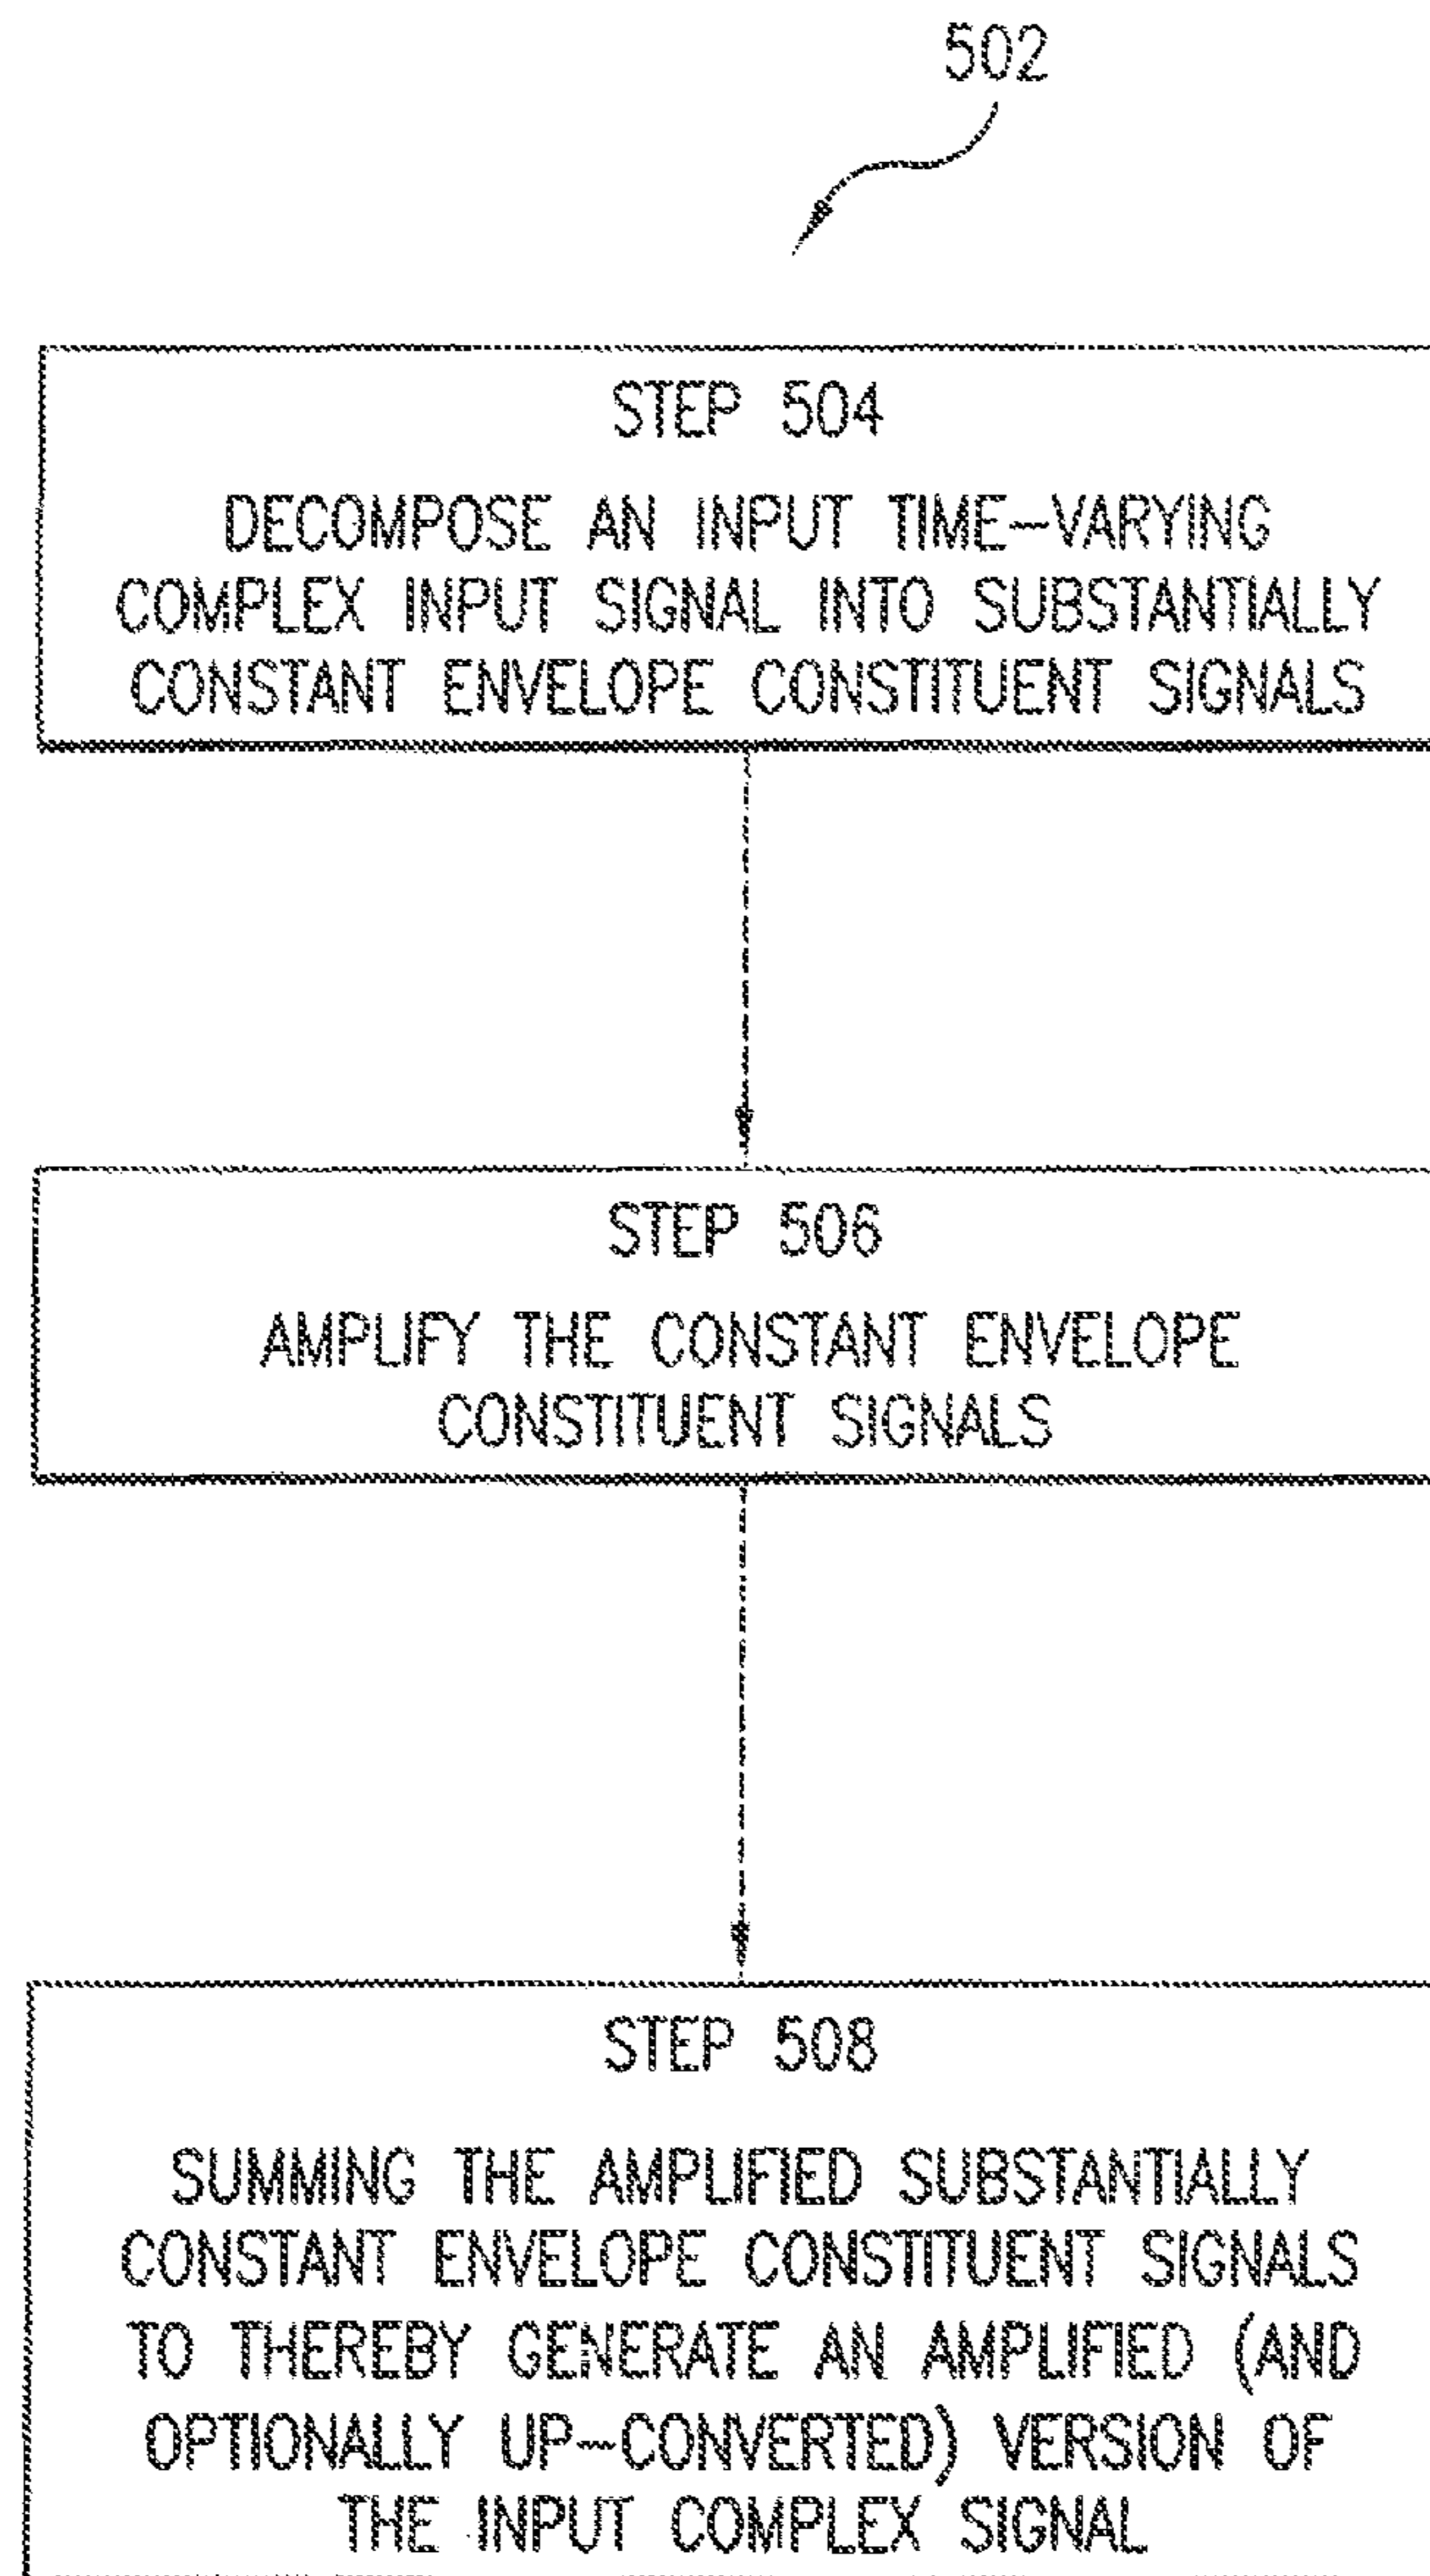 502
STEP 504
DECOMPOSE AN INPUT TIME-VARYING
COMPLEX INPUT SIGNAL INTO SUBSTANTIALLY
CONSTANT ENVELOPE CONSTITUENT SIGNALS
STEP 506
AMPLIFY THE CONSTANT ENVELOPE
CONSTITUENT SIGNALS
STEP 508
SUMMING THE AMPLIFIED SUBSTANTIALLY
CONSTANT ENVELOPE CONSTITUENT SIGNALS
TO THEREBY GENERATE AN AMPLIFIED (AND
OPTIONALLY UP-CONVERTED) VERSION OF
THE INPUT COMPLEX SIGNAL